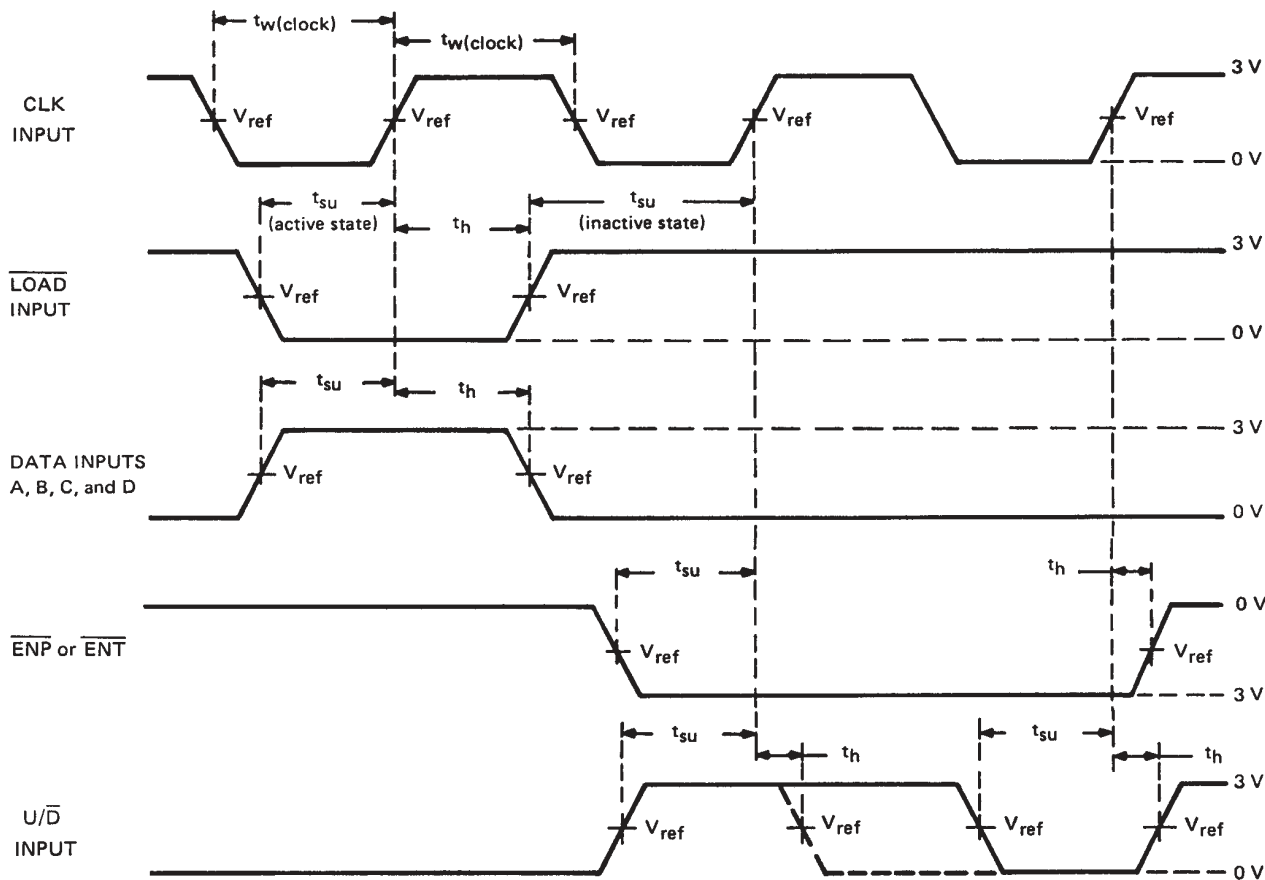 tw(clock)
tw(clock)
3 V
CLK
INPUT
Vref
Vref
Vref
Vref
Vref
0 V
tsu
(active state)
th
tsu
(inactive state)
3 V
LOAD
INPUT
Vref
Vref
0 V
tsu
th
3 V
DATA INPUTS
A, B, C, and D
Vref
Vref
0 V
tsu
th
0 V
ENP or ENT
Vref
Vref
3 V
tsu
th
tsu
th
3 V
U/D
INPUT
Vref
Vref
Vref
Vref
0 V